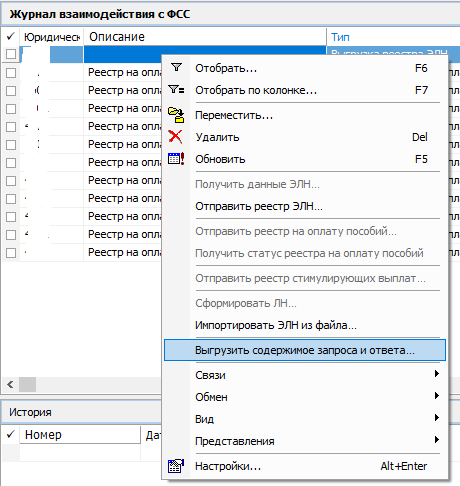 Журнал взаимодействия с ФСС
Юридическ Описание Тип
Выгрузка реестра ЭЛН
Реестр на опла
Реестр на опла
Реестр на опла
Реестр на опла
Реестр на опла
Реестр на опла
Реестр на опла
Реестр на опла
Реестр на опла
Реестр на опла
Реестр на опла
Отобрать... F6
Отобрать по колонке... F7
Переместить...
Удалить Del
Обновить F5
Получить данные ЭЛН...
Отправить реестр ЭЛН...
Отправить реестр на оплату пособий...
Получить статус реестра на оплату пособий
Отправить реестр стимулирующих выплат...
Сформировать ЛН...
Импортировать ЭЛН из файла...
Выгрузить содержимое запроса и ответа...
Связи
Обмен
Вид
Представления
Настройки... Alt+Enter
История
Номер Дат